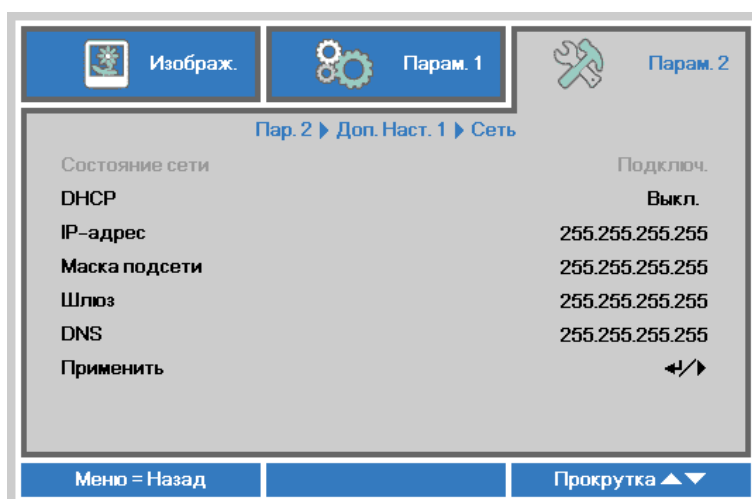 Изображ. Парам. 1 Парам. 2
Пар. 2 ▶ Доп. Наст. 1 ▶ Сеть
Состояние сети Подключ.
DHCP Выкл.
IP-адрес 255.255.255.255
Маска подсети 255.255.255.255
Шлюз 255.255.255.255
DNS 255.255.255.255
Применить ↵/▶
Меню = Назад Прокрутка ▲▼